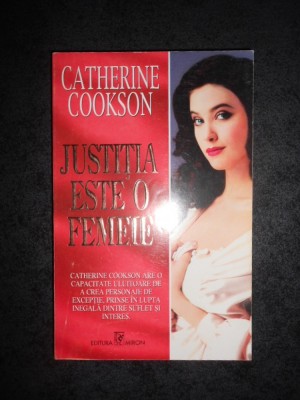 CATHERINE
COOKSON
JUSTIȚIA
ESTE O
FEMEIE
CATHERINE COOKSON ARE O
CAPACITATE ULUITOARE DE
A CREA PERSONAJE DE
EXCEPȚIE, PRINSE ÎN LUPTA
INEGALĂ DINTRE SUFLET ȘI
INTERES.
EDITURA MIRON